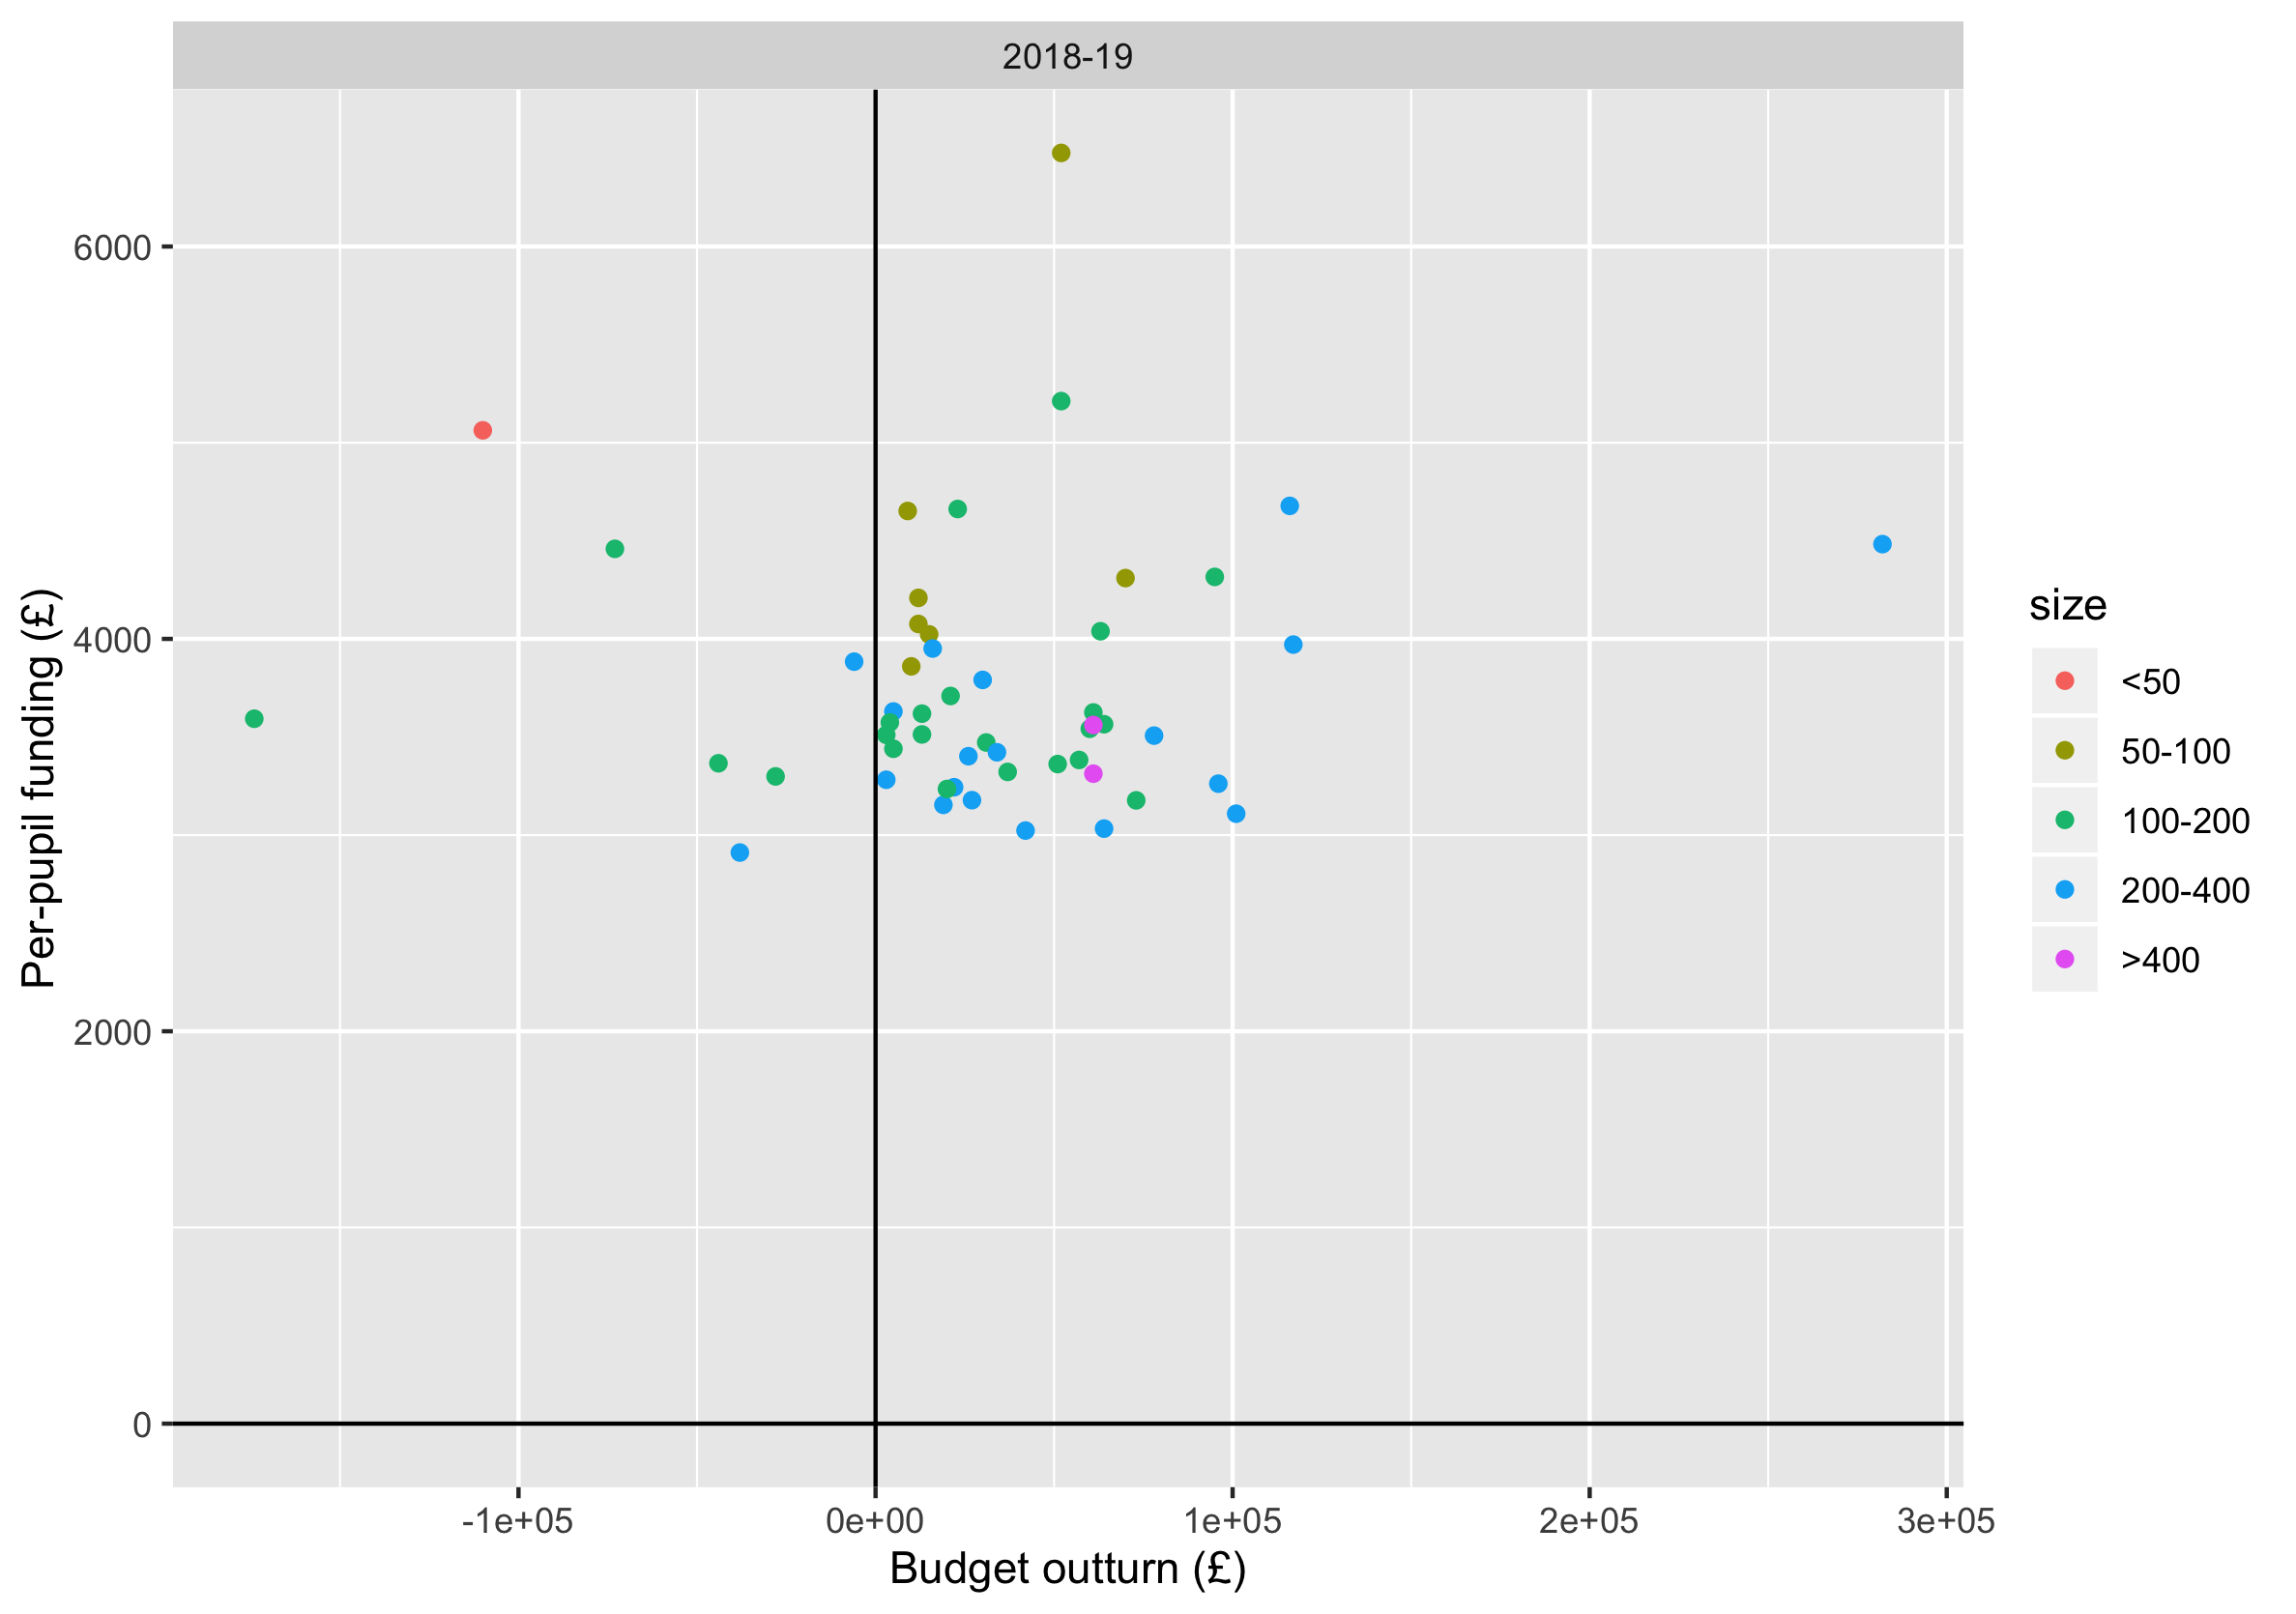 2018-19
Per-pupil funding (£)
6000
4000
2000
0
-1e+05
0e+00
1e+05
2e+05
3e+05
Budget outturn (£)
size
<50
50-100
100-200
200-400
>400